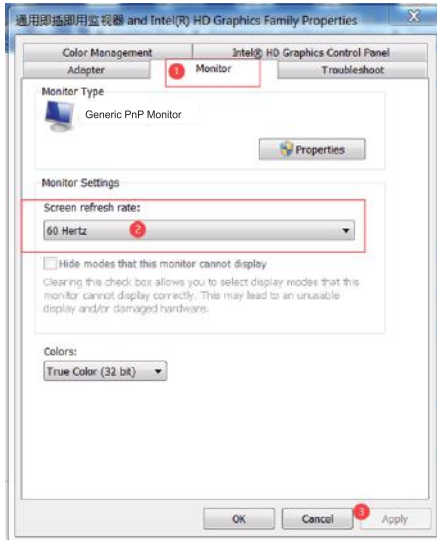 通用即插即用监视器 and Intel(R) HD Graphics Family Properties
X
Color Management
Intel® HD Graphics Control Panel
Adapter
1
Monitor
Troubleshoot
Monitor Type
Generic PnP Monitor
Properties
Monitor Settings
Screen refresh rate:
60 Hertz
2
Hide modes that this monitor cannot display
Clearing this check box allows you to select display modes that this
monitor cannot display correctly. This may lead to an unusable
display and/or damaged hardware.
Colors:
True Color (32 bit)
3
OK
Cancel
Apply